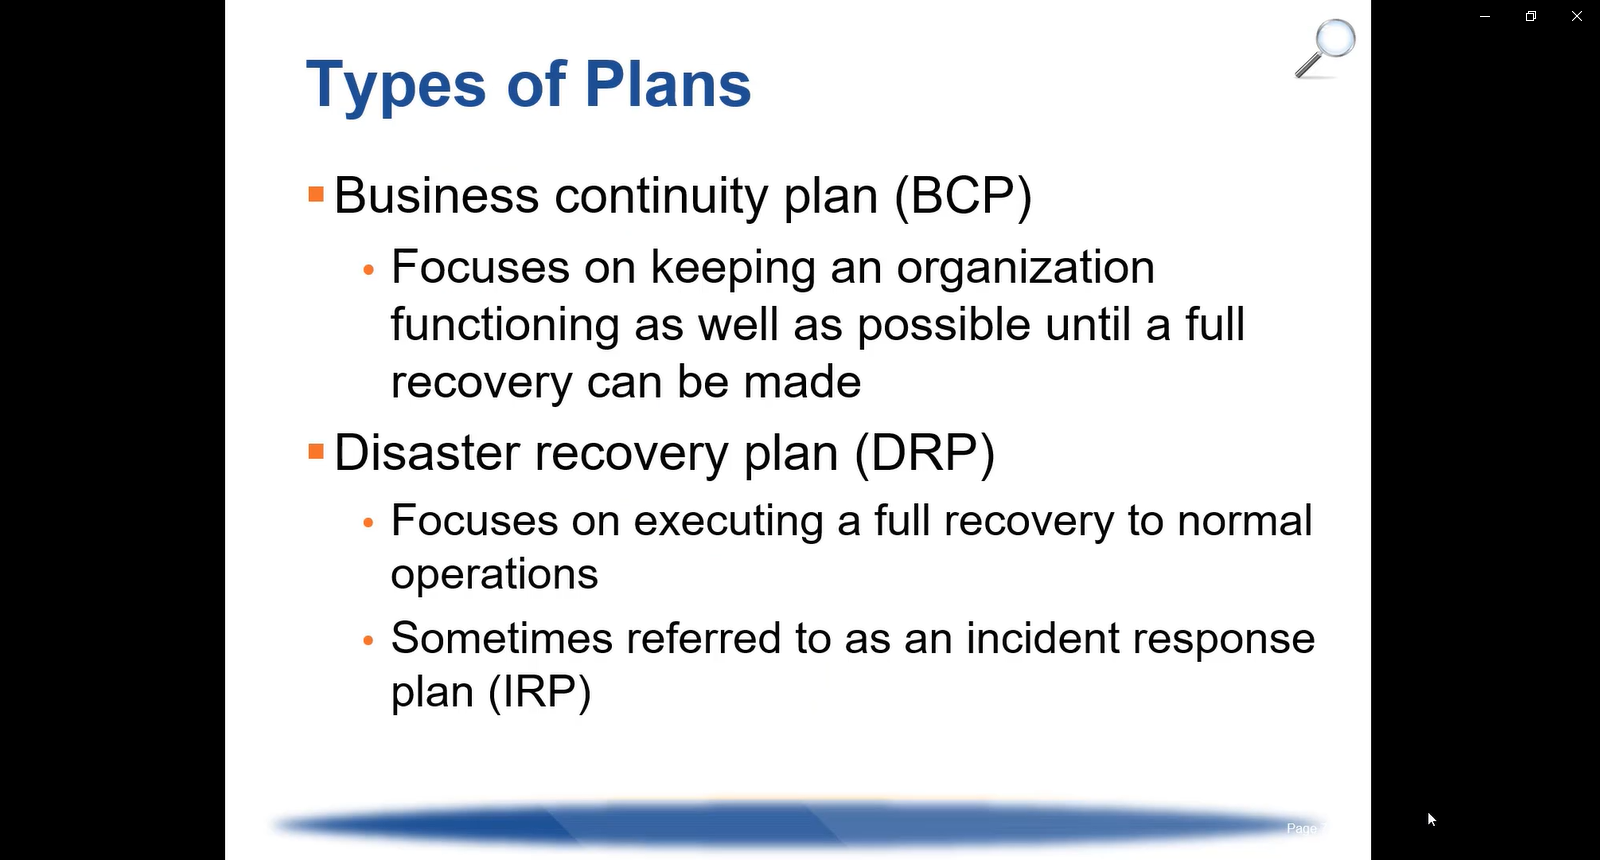 Types of Plans
Business continuity plan (BCP)
Focuses on keeping an organization
functioning as well as possible until a full
recovery can be made
Disaster recovery plan (DRP)
Focuses on executing a full recovery to normal
operations
Sometimes referred to as an incident response
plan (IRP)
Page